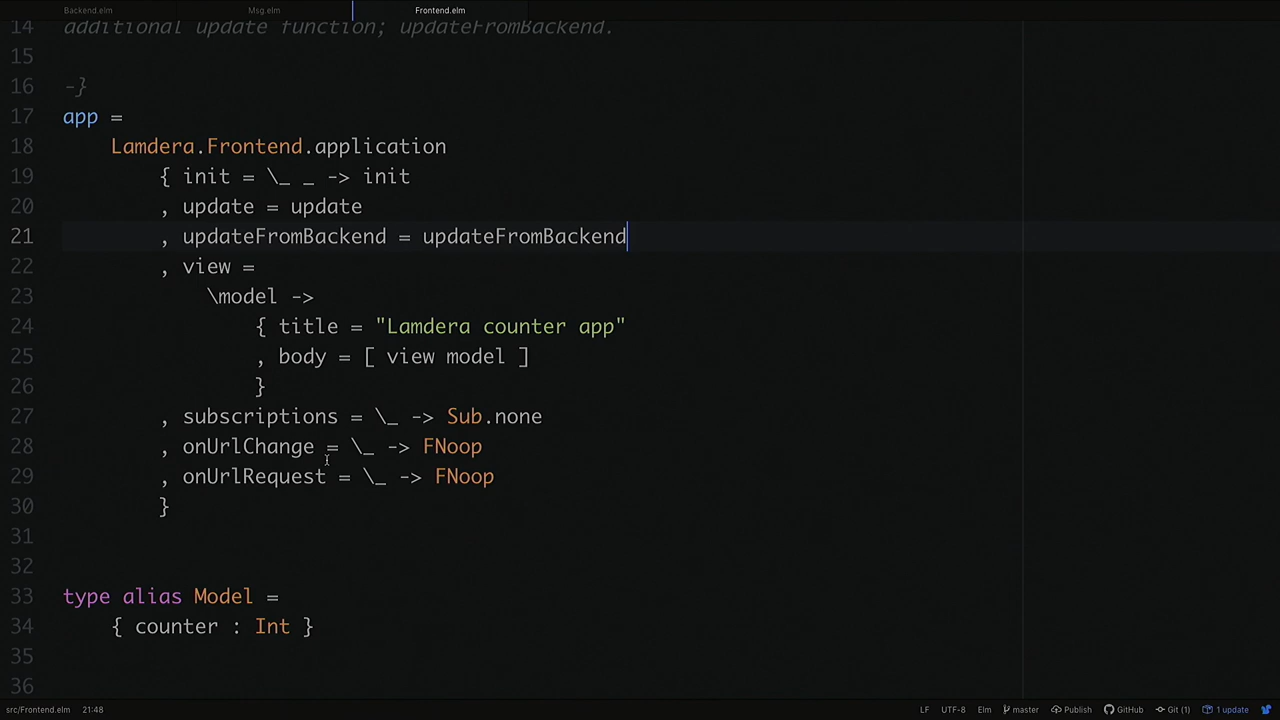 Backend.elm Msg.elm Frontend.elm
14 additional update function; updateFromBackend.
15
16 -}
17 app =
18 Lamdera.Frontend.application
19 { init = \_ _ -> init
20 , update = update
21 , updateFromBackend = updateFromBackend
22 , view =
23 \model ->
24 { title = "Lamdera counter app"
25 , body = [ view model ]
26 }
27 , subscriptions = \_ -> Sub.none
28 , onUrlChange = \_ -> FNoop
29 , onUrlRequest = \_ -> FNoop
30 }
31
32
33 type alias Model =
34 { counter : Int }
35
36
src/Frontend.elm 21:48 LF UTF-8 Elm master Publish GitHub Git (1) 1 update